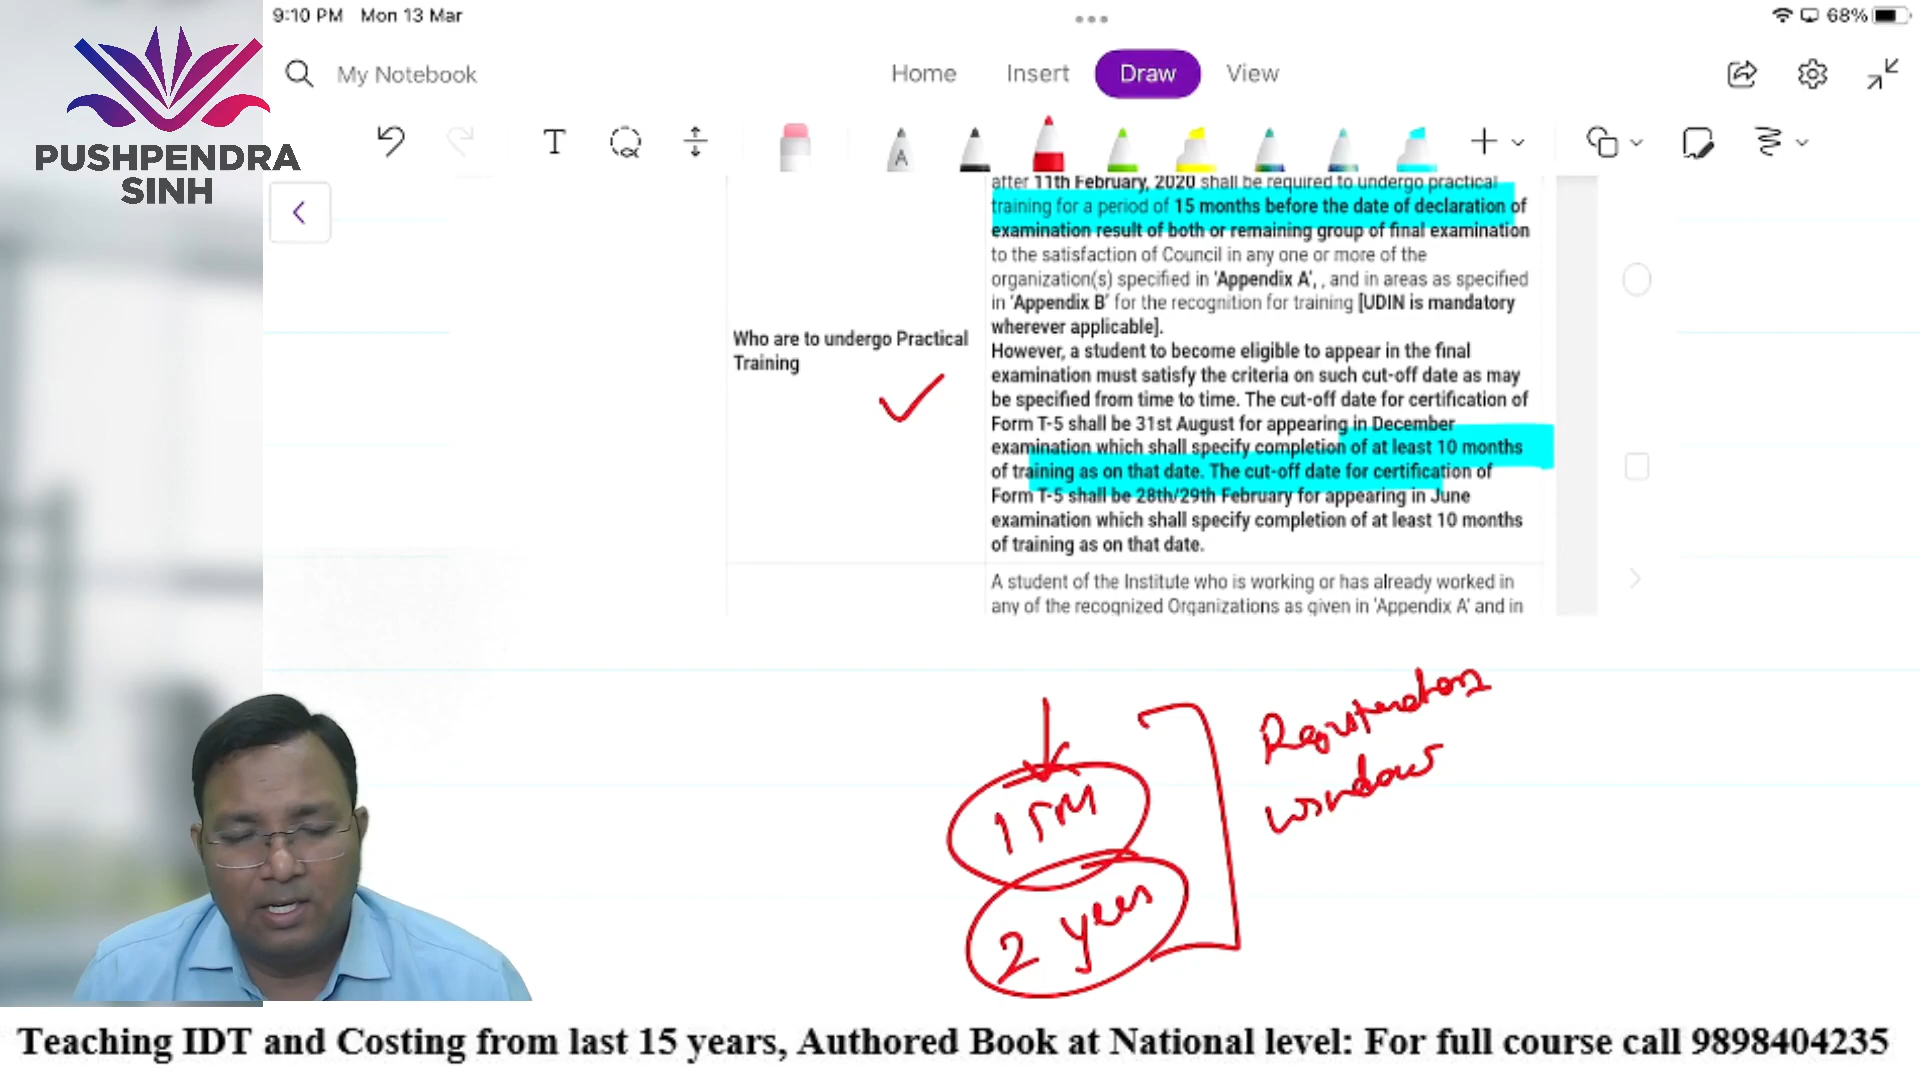 9:10 PM Mon 13 Mar
68%
PUSHPENDRA
SINH
My Notebook
Home Insert Draw View
T
A
after 11th February, 2020 shall be required to undergo practical
training for a period of 15 months before the date of declaration of
examination result of both or remaining group of final examination
to the satisfaction of Council in any one or more of the
organization(s) specified in 'Appendix A', , and in areas as specified
in 'Appendix B' for the recognition for training [UDIN is mandatory
wherever applicable].
Who are to undergo Practical
Training
However, a student to become eligible to appear in the final
examination must satisfy the criteria on such cut-off date as may
be specified from time to time. The cut-off date for certification of
Form T-5 shall be 31st August for appearing in December
examination which shall specify completion of at least 10 months
of training as on that date. The cut-off date for certification of
Form T-5 shall be 28th/29th February for appearing in June
examination which shall specify completion of at least 10 months
of training as on that date.
A student of the Institute who is working or has already worked in
any of the recognized Organizations as given in 'Appendix A' and in
15M
2 years
Registration
window
Teaching IDT and Costing from last 15 years, Authored Book at National level: For full course call 9898404235